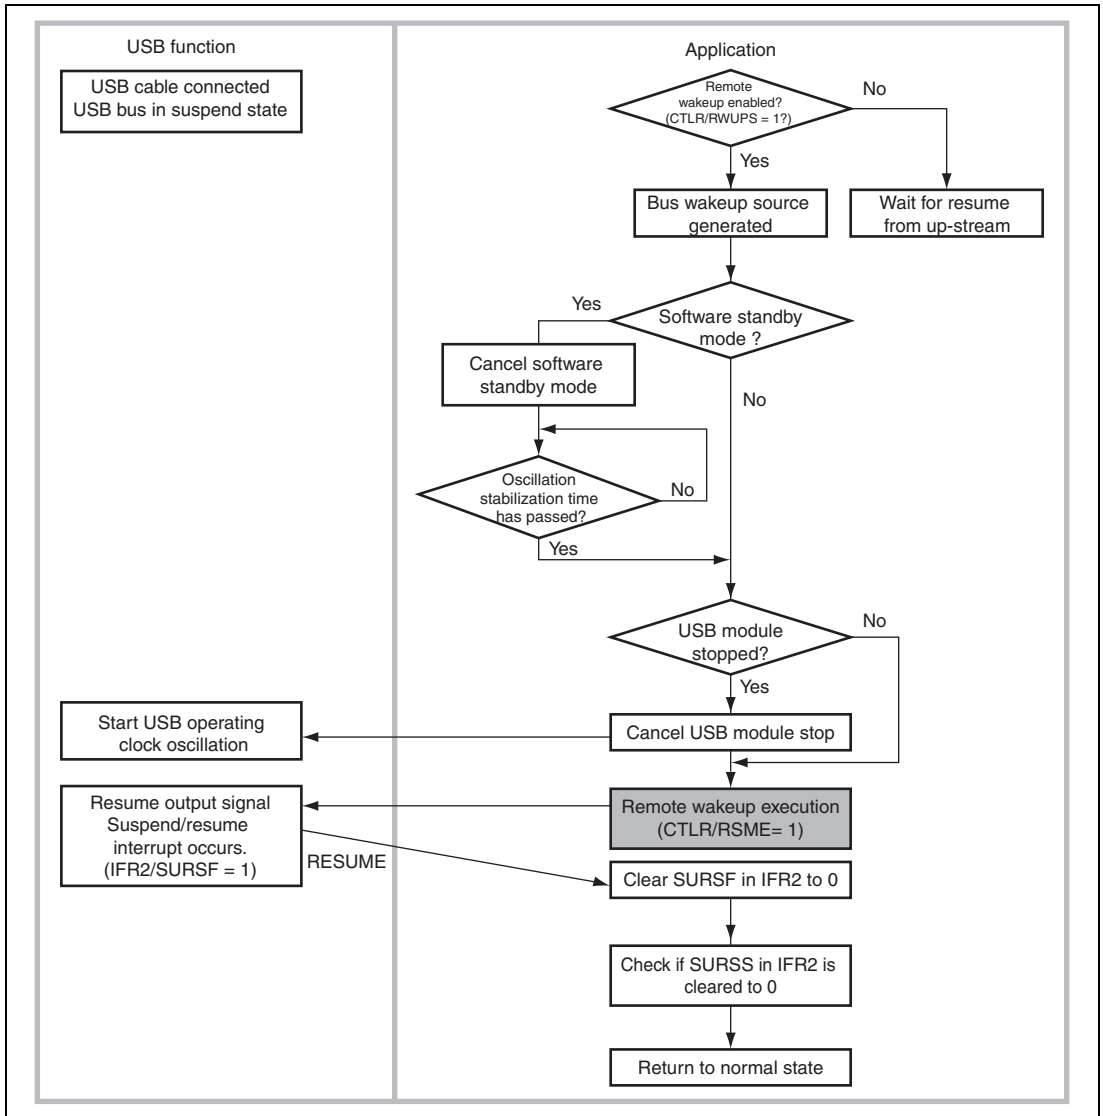 USB function
Application
USB cable connected
USB bus in suspend state
Remote
wakeup enabled?
(CTLR/RWUPS = 1?)
No
Yes
Bus wakeup source
generated
Wait for resume
from up-stream
Yes
Software standby
mode ?
Cancel software
standby mode
No
Oscillation
stabilization time
has passed?
No
Yes
USB module
stopped?
No
Yes
Start USB operating
clock oscillation
Cancel USB module stop
Resume output signal
Suspend/resume
interrupt occurs.
(IFR2/SURSF = 1)
Remote wakeup execution
(CTLR/RSME= 1)
RESUME
Clear SURSF in IFR2 to 0
Check if SURSS in IFR2 is
cleared to 0
Return to normal state